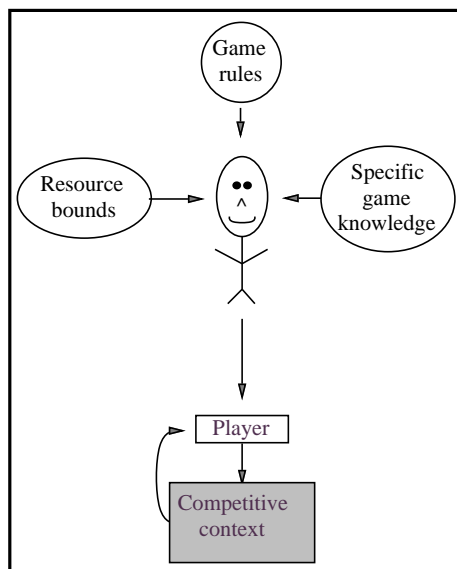 Game
rules
Resource
bounds
Specific
game
knowledge
Player
Competitive
context